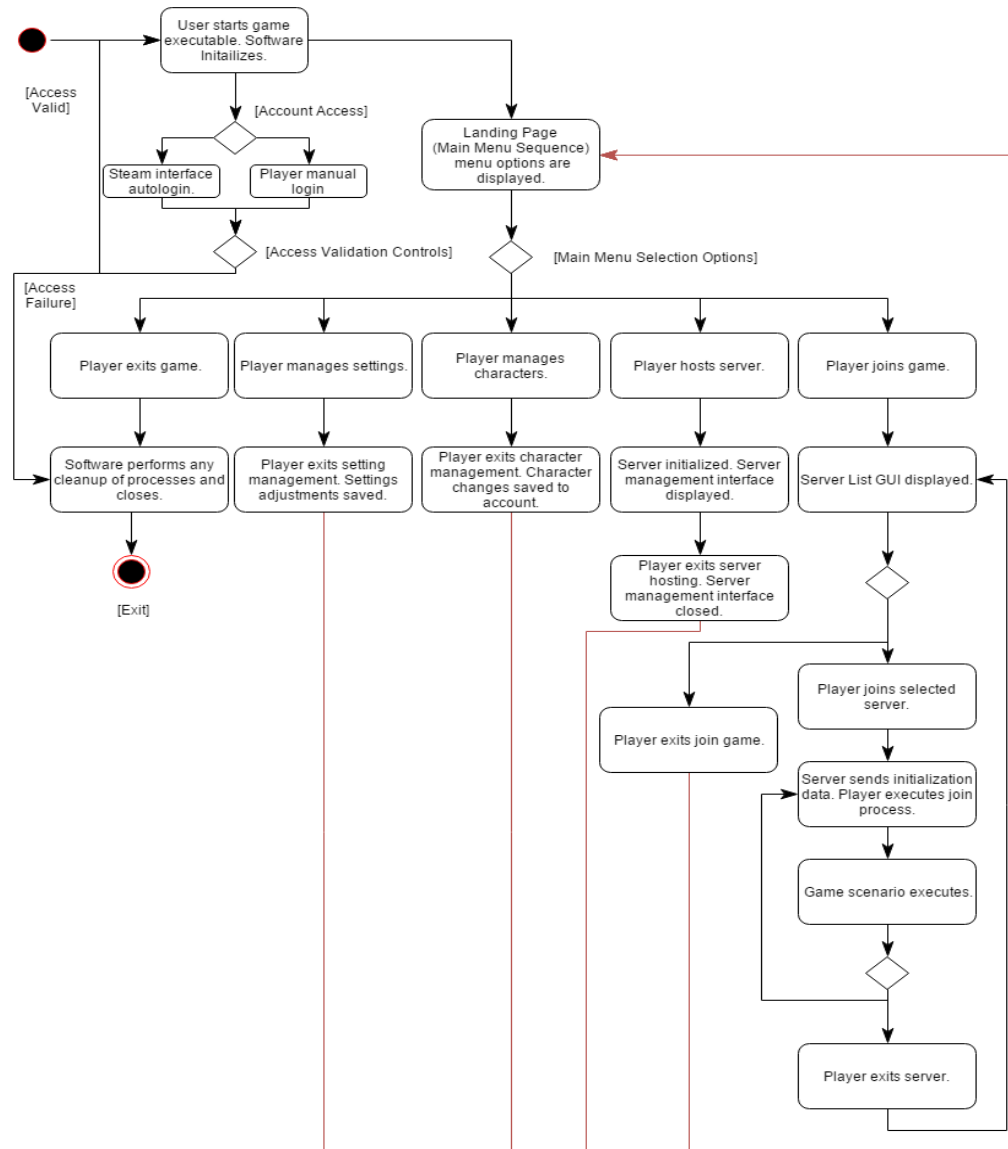 User starts game
executable. Software
Initailizes.
[Access
Valid]
[Account Access]
Landing Page
(Main Menu Sequence)
menu options are
displayed.
Steam interface
autologin.
Player manual
login
[Access Validation Controls]
[Main Menu Selection Options]
[Access
Failure]
Player exits game.
Player manages settings.
Player manages
characters.
Player hosts server.
Player joins game.
Software performs any
cleanup of processes and
closes.
Player exits setting
management. Settings
adjustments saved.
Player exits character
management. Character
changes saved to
account.
Server initialized. Server
management interface
displayed.
Server List GUI displayed.
[Exit]
Player exits server
hosting. Server
management interface
closed.
Player joins selected
server.
Player exits join game.
Server sends initialization
data. Player executes join
process.
Game scenario executes.
Player exits server.